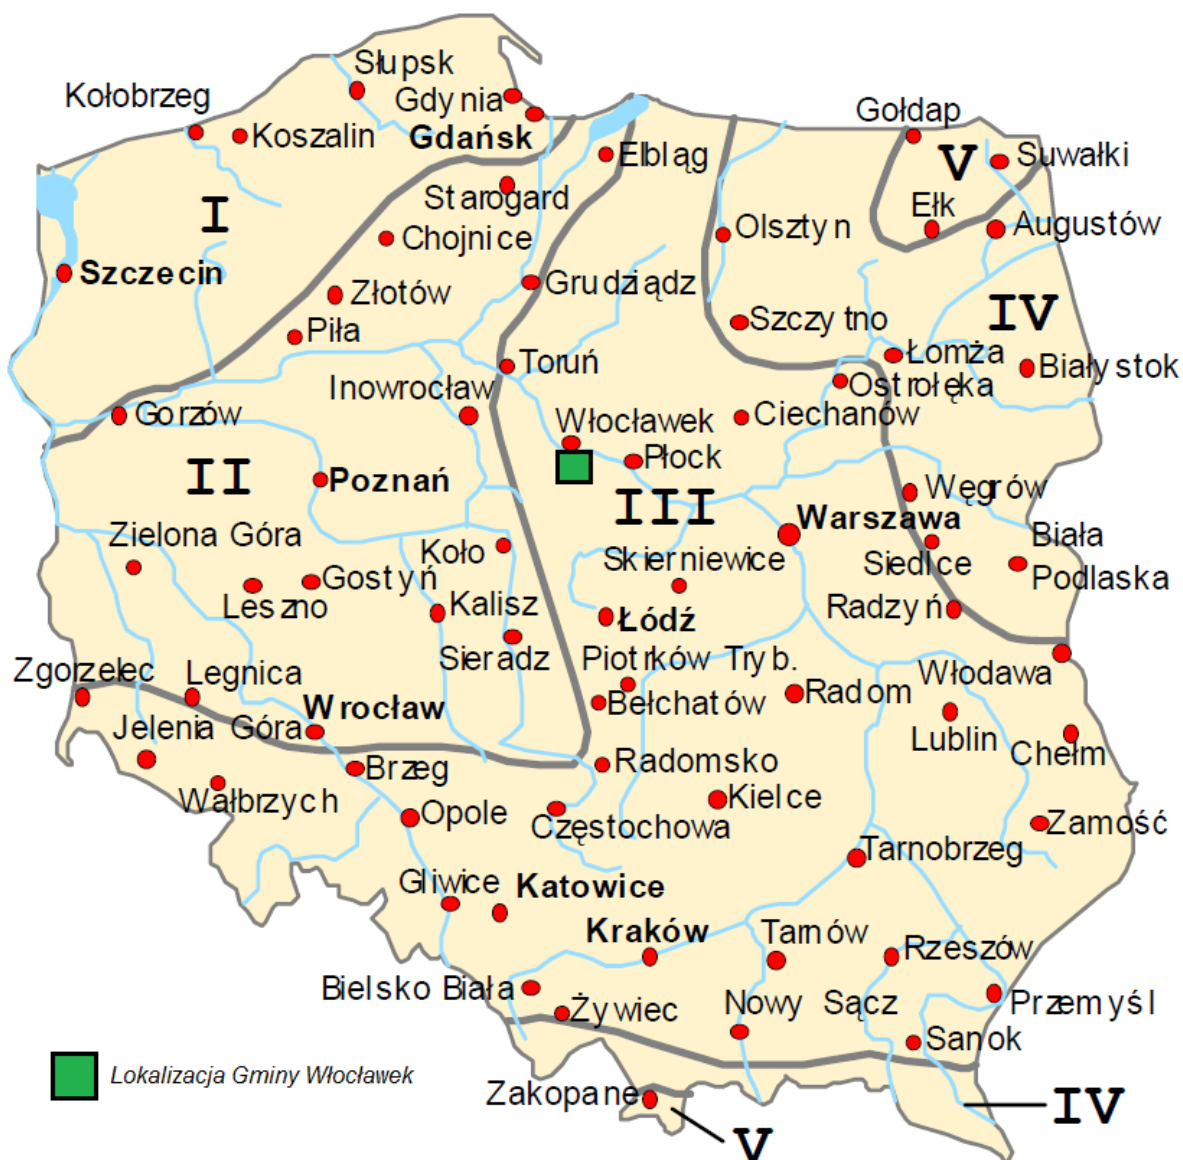 Słupsk
Kołobrzeg
Gdynia
Gołdap
Koszalin
Gdańsk
Elbląg
V
Suwałki
Starogard
I
Ełk
Augustów
Chojnice
Olsztyn
Szczecin
Grudziądz
Złotów
IV
Szczytno
Piła
Toruń
Łomża
Białystok
Inowrocław
Ostrołęka
Gorzów
Włocławek
Ciechanów
Płock
II
Poznań
Węgrów
III
Warszawa
Zielona Góra
Biała
Koło
Skierniewice
Siedlce
Podlaska
Gostyń
Leszno
Kalisz
Radzyń
Łódź
Sieradz
Piotrków Tryb.
Zgorzelec
Legnica
Włodawa
Wrocław
Bełchatów
Radom
Jelenia Góra
Lublin
Chełm
Brzeg
Radomsko
Wałbrzych
Kielce
Opole
Częstochowa
Zamość
Tarnobrzeg
Gliwice
Katowice
Kraków
Tarnów
Rzeszów
Bielsko Biała
Żywiec
Nowy Sącz
Przemyśl
Sanok
Lokalizacja Gminy Włocławek
Zakopane
IV
V